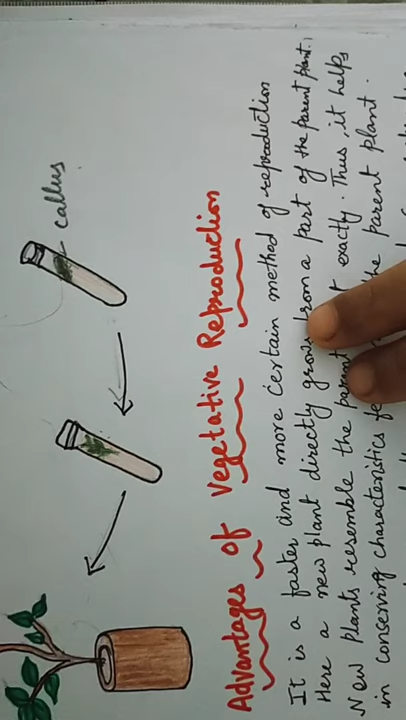 callus
Advantages of Vegetative Reproduction
It is a faster and more certain method of reproduction
Here a new plant directly grows from a part of the parent plant.
New plants resemble the parent exactly. Thus, it helps
in conserving characteristics the parent plant.